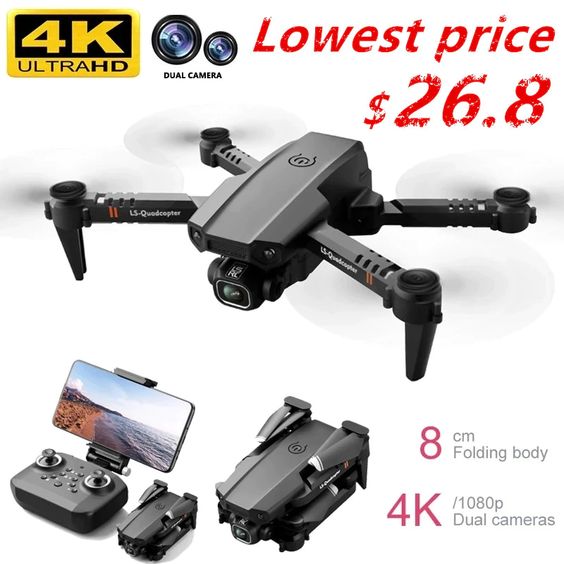 4K
ULTRAHD
DUAL CAMERA
Lowest price
$26.8
LS-Quadcopter
LS-Quadcopter
8 cm
Folding body
4K /1080p
Dual cameras